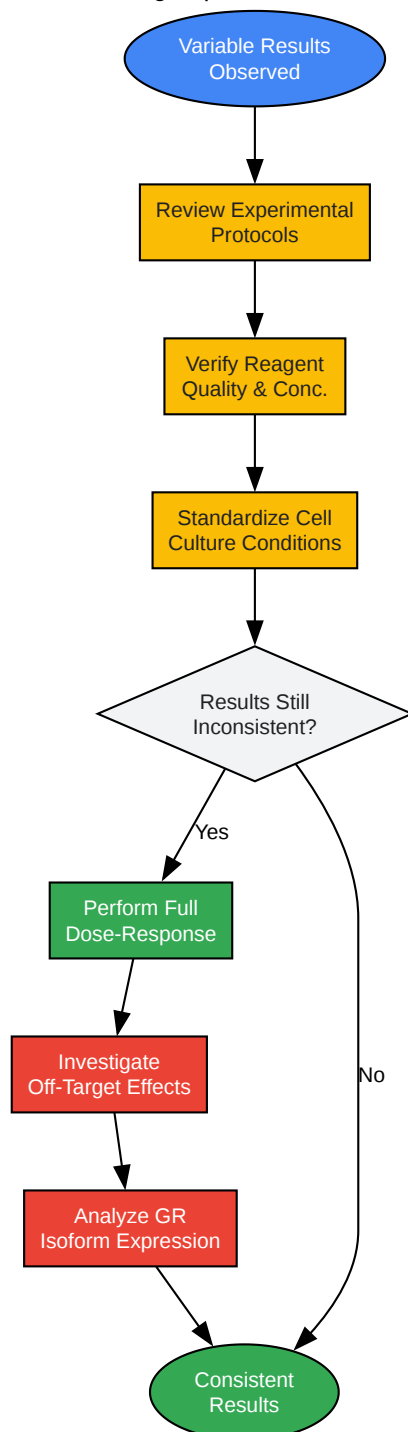 Variable Results
Observed
Review Experimental
Protocols
Verify Reagent
Quality & Conc.
Standardize Cell
Culture Conditions
Results Still
Inconsistent?
Yes
Perform Full
Dose-Response
Investigate
Off-Target Effects
No
Analyze GR
Isoform Expression
Consistent
Results